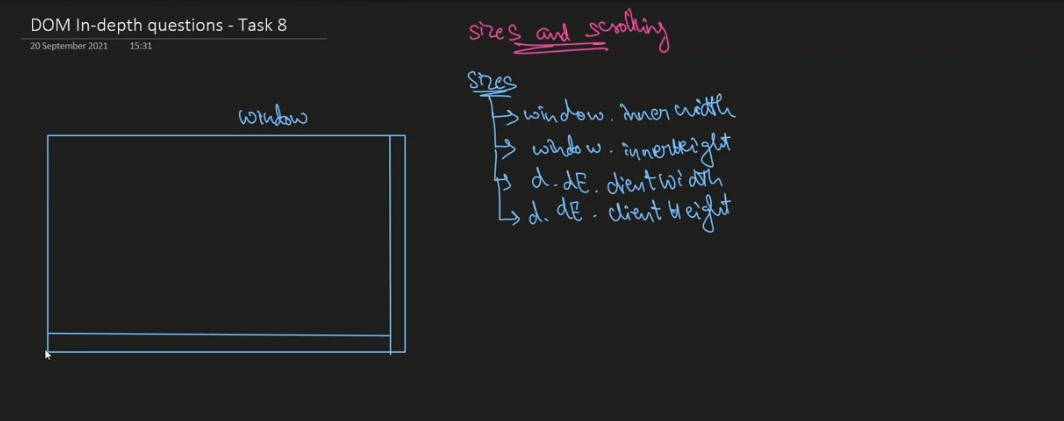 DOM In-depth questions - Task 8
20 September 2021 15:31
sizes and scrolling
sizes
window. innerwidth
window. innerHeight
d. dE. clientWidth
d. dE. clientHeight
window